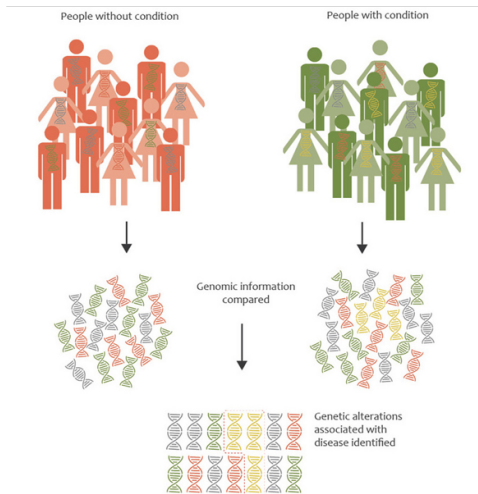 People without condition
People with condition
Genomic information
compared
Genetic alterations
associated with
disease identified